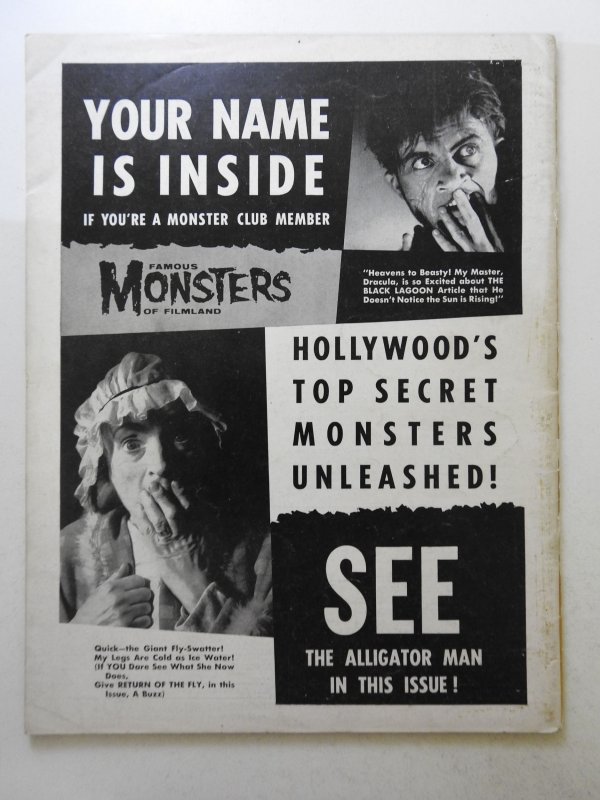 YOUR NAME
IS INSIDE
IF YOU'RE A MONSTER CLUB MEMBER
FAMOUS
MONSTERS
OF FILMLAND
"Heavens to Beasty! My Master,
Dracula, is so Excited about THE
BLACK LAGOON Article that He
Doesn't Notice the Sun is Rising!"
HOLLYWOOD'S
TOP SECRET
MONSTERS
UNLEASHED!
Quick—the Giant Fly-Swatter!
My Legs Are Cold as Ice Water!
(If YOU Dare See What She Now
Does,
Give RETURN OF THE FLY, in this
Issue, A Buzz)
SEE
THE ALLIGATOR MAN
IN THIS ISSUE!